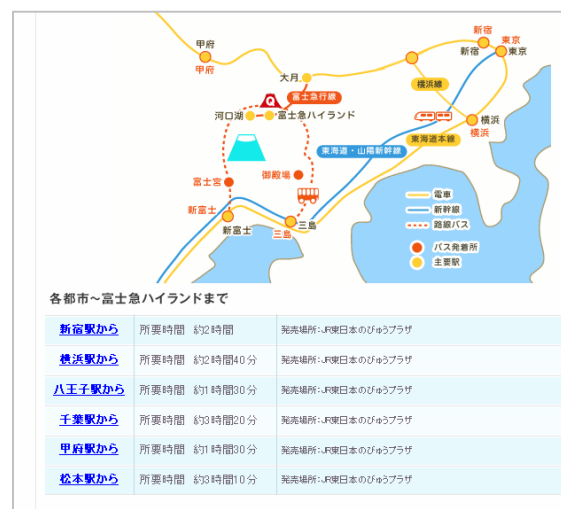 新宿
新宿
東京
東京
甲府
甲府
大月
横浜線
富士急行線
Q
河口湖
富士急ハイランド
横浜
横浜
東海道本線
東海道・山陽新幹線
御殿場
富士宮
新富士
新富士
三島
三島
電車
新幹線
路線バス
バス発着所
主要駅
各都市～富士急ハイランドまで
新宿駅から 所要時間 約2時間 発売場所:JR東日本のびゅうプラザ
横浜駅から 所要時間 約2時間40分 発売場所:JR東日本のびゅうプラザ
八王子駅から 所要時間 約1時間30分 発売場所:JR東日本のびゅうプラザ
千葉駅から 所要時間 約3時間20分 発売場所:JR東日本のびゅうプラザ
甲府駅から 所要時間 約1時間30分 発売場所:JR東日本のびゅうプラザ
松本駅から 所要時間 約3時間10分 発売場所:JR東日本のびゅうプラザ